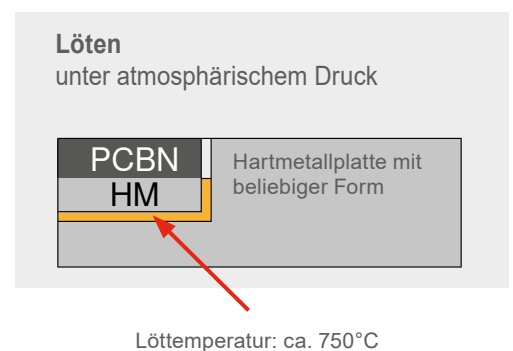 Löten
unter atmosphärischem Druck
PCBN
HM
Hartmetallplatte mit
beliebiger Form
Löttemperatur: ca. 750°C